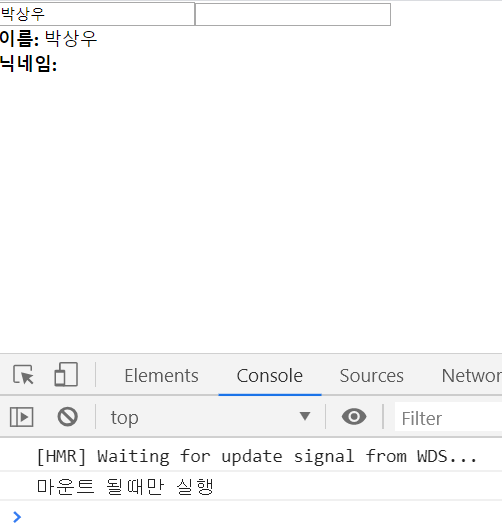 박상우
이름: 박상우
닉네임:
Elements Console Sources Networ
top Filter
[HMR] Waiting for update signal from WDS...
마운트 될때만 실행